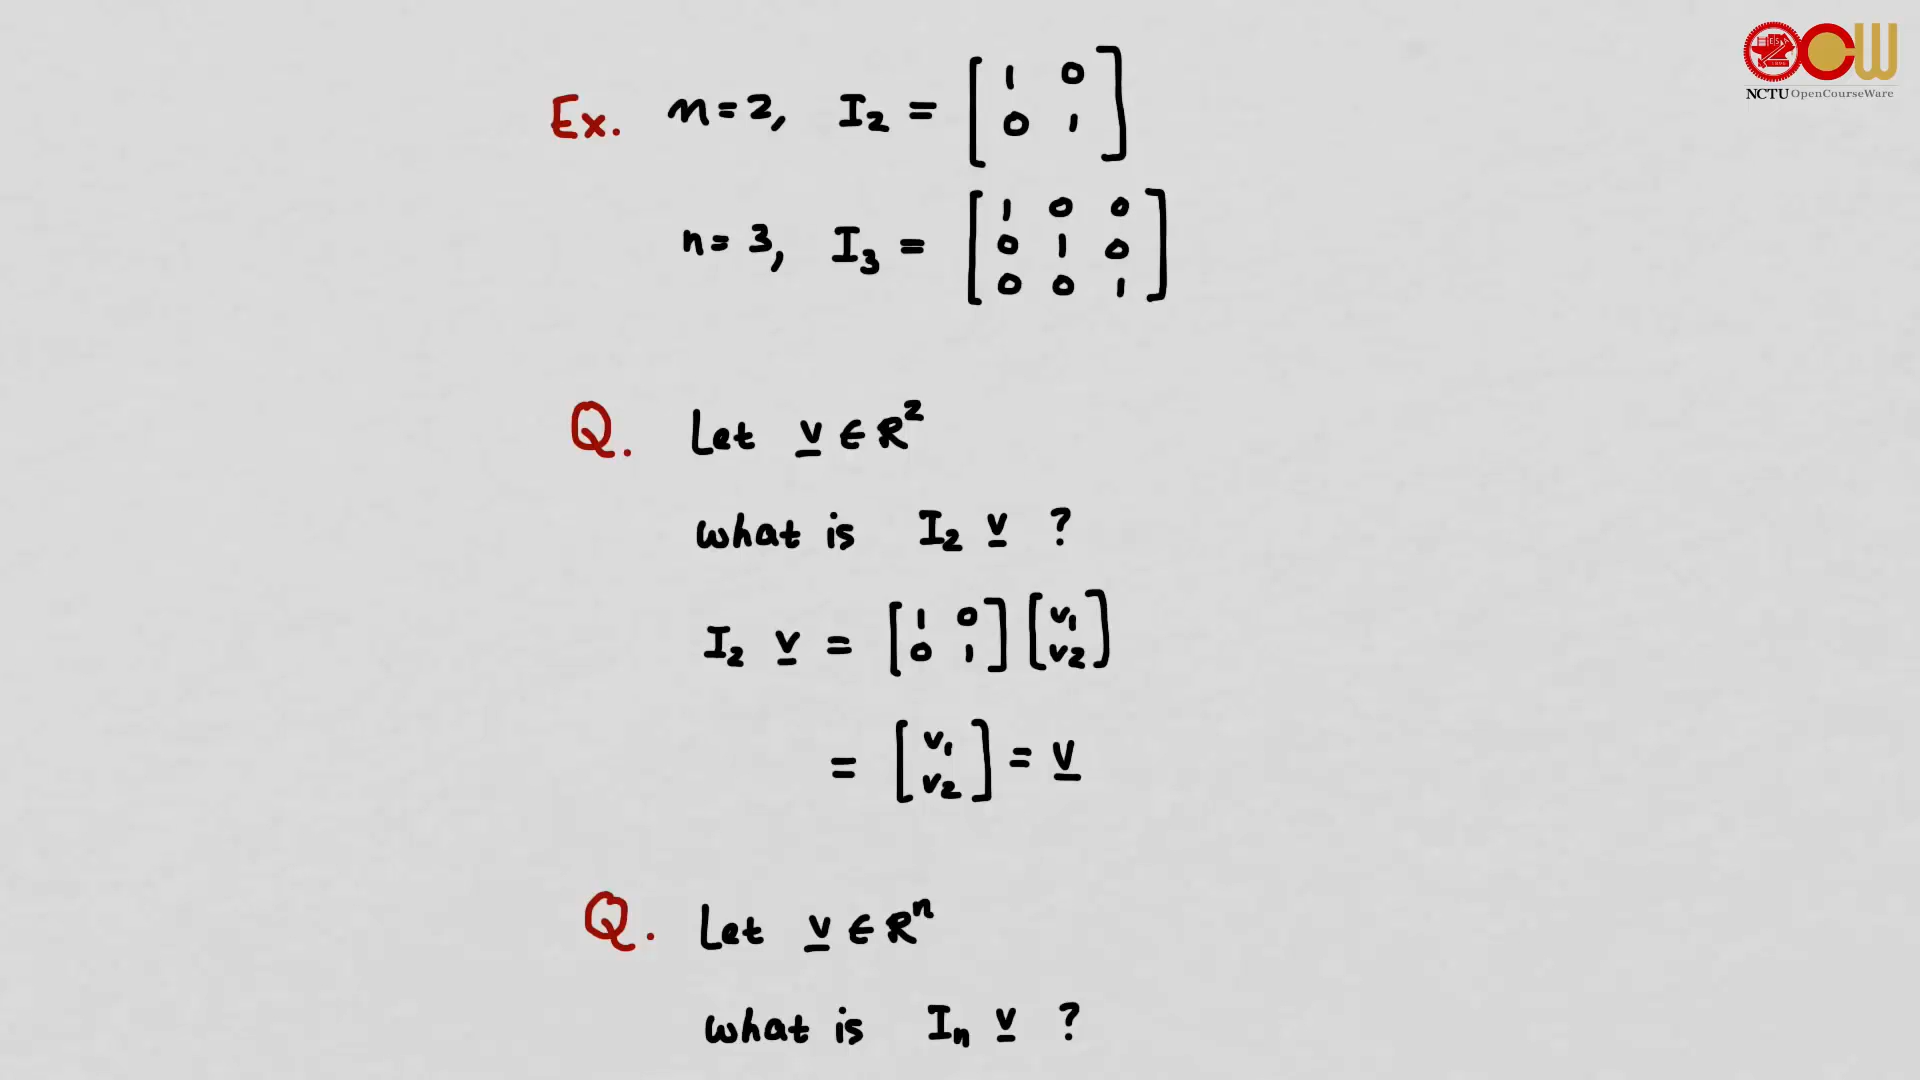 Ex. n=2, I₂ = [1 0; 0 1]
n=3, I₃ = [1 0 0; 0 1 0; 0 0 1]
Q. Let v ∈ R²
what is I₂ v ?
I₂ v = [1 0; 0 1] [v₁; v₂]
= [v₁; v₂] = v
Q. Let v ∈ Rⁿ
what is Iₙ v ?
NCTU OpenCourseWare